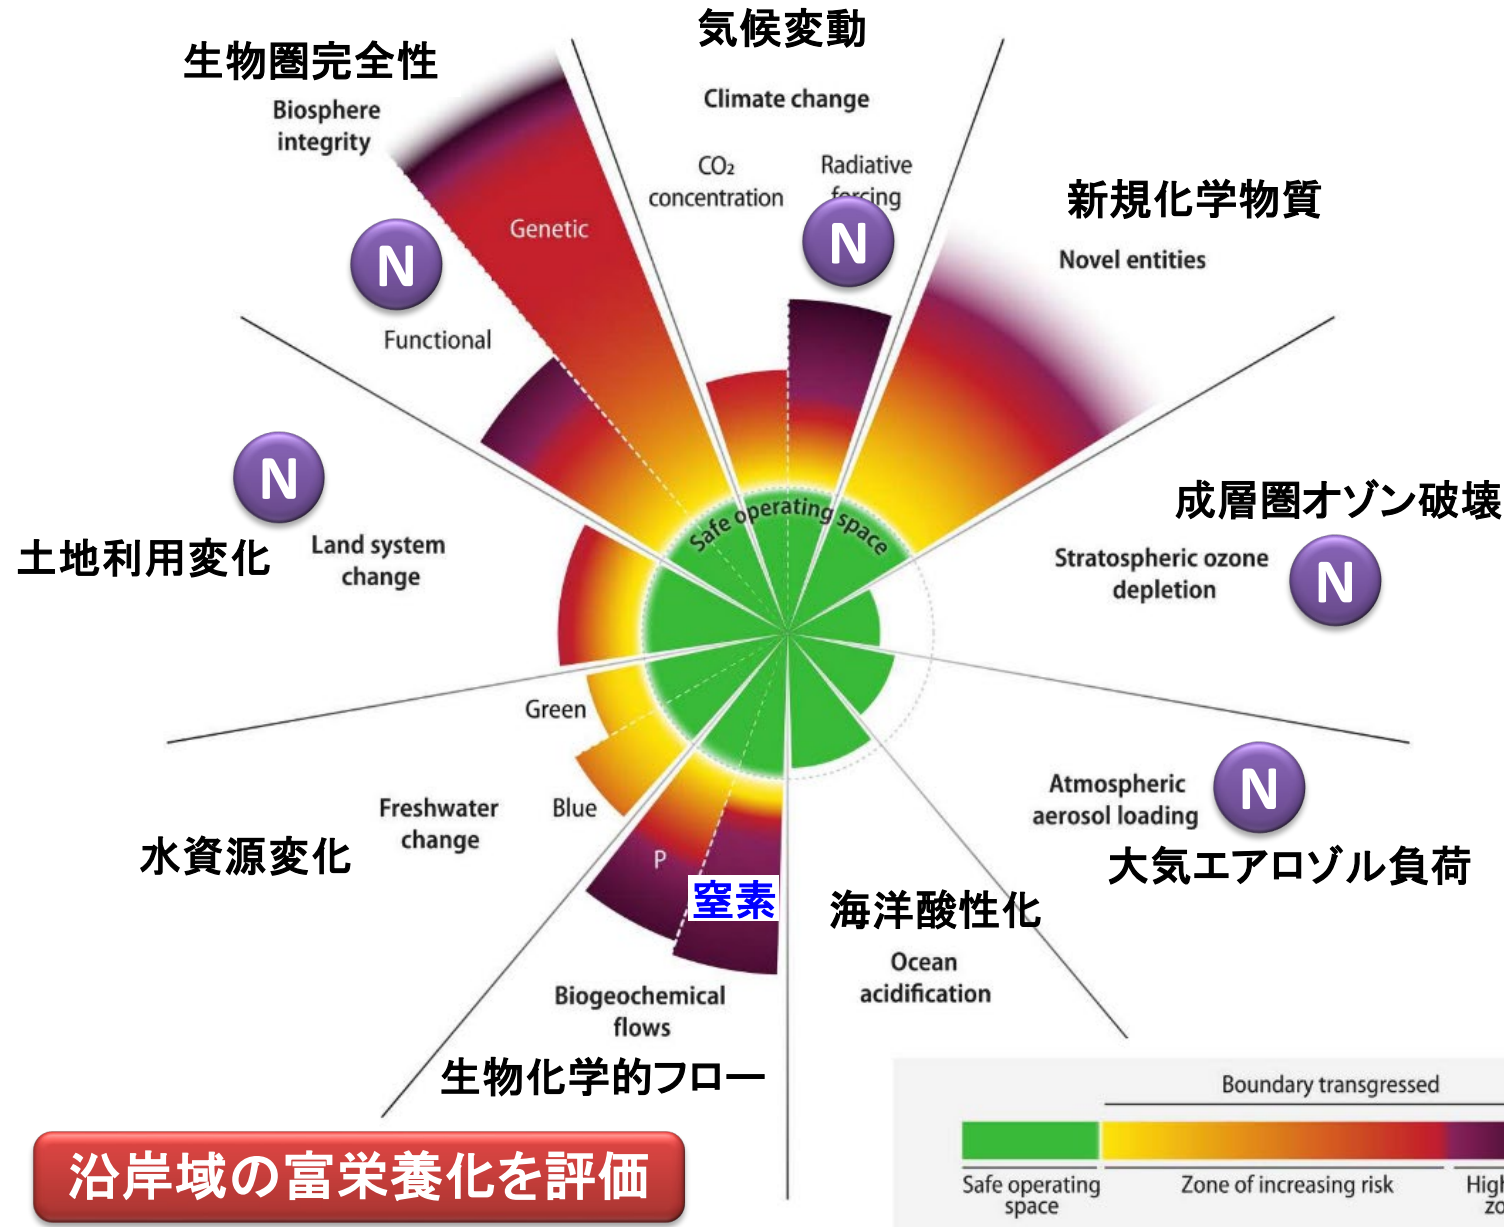 気候変動
Climate change
CO₂
concentration
Radiative
forcing
N
生物圏完全性
Biosphere
integrity
Genetic
N
Functional
新規化学物質
Novel entities
成層圏オゾン破壊
Stratospheric ozone
depletion
N
Safe operating space
N
土地利用変化
Land system
change
Green
Blue
Freshwater
change
水資源変化
Atmospheric
aerosol loading
N
大気エアロゾル負荷
P
窒素
海洋酸性化
Ocean
acidification
Biogeochemical
flows
生物化学的フロー
沿岸域の富栄養化を評価
Boundary transgressed
Safe operating
space
Zone of increasing risk
High
zo